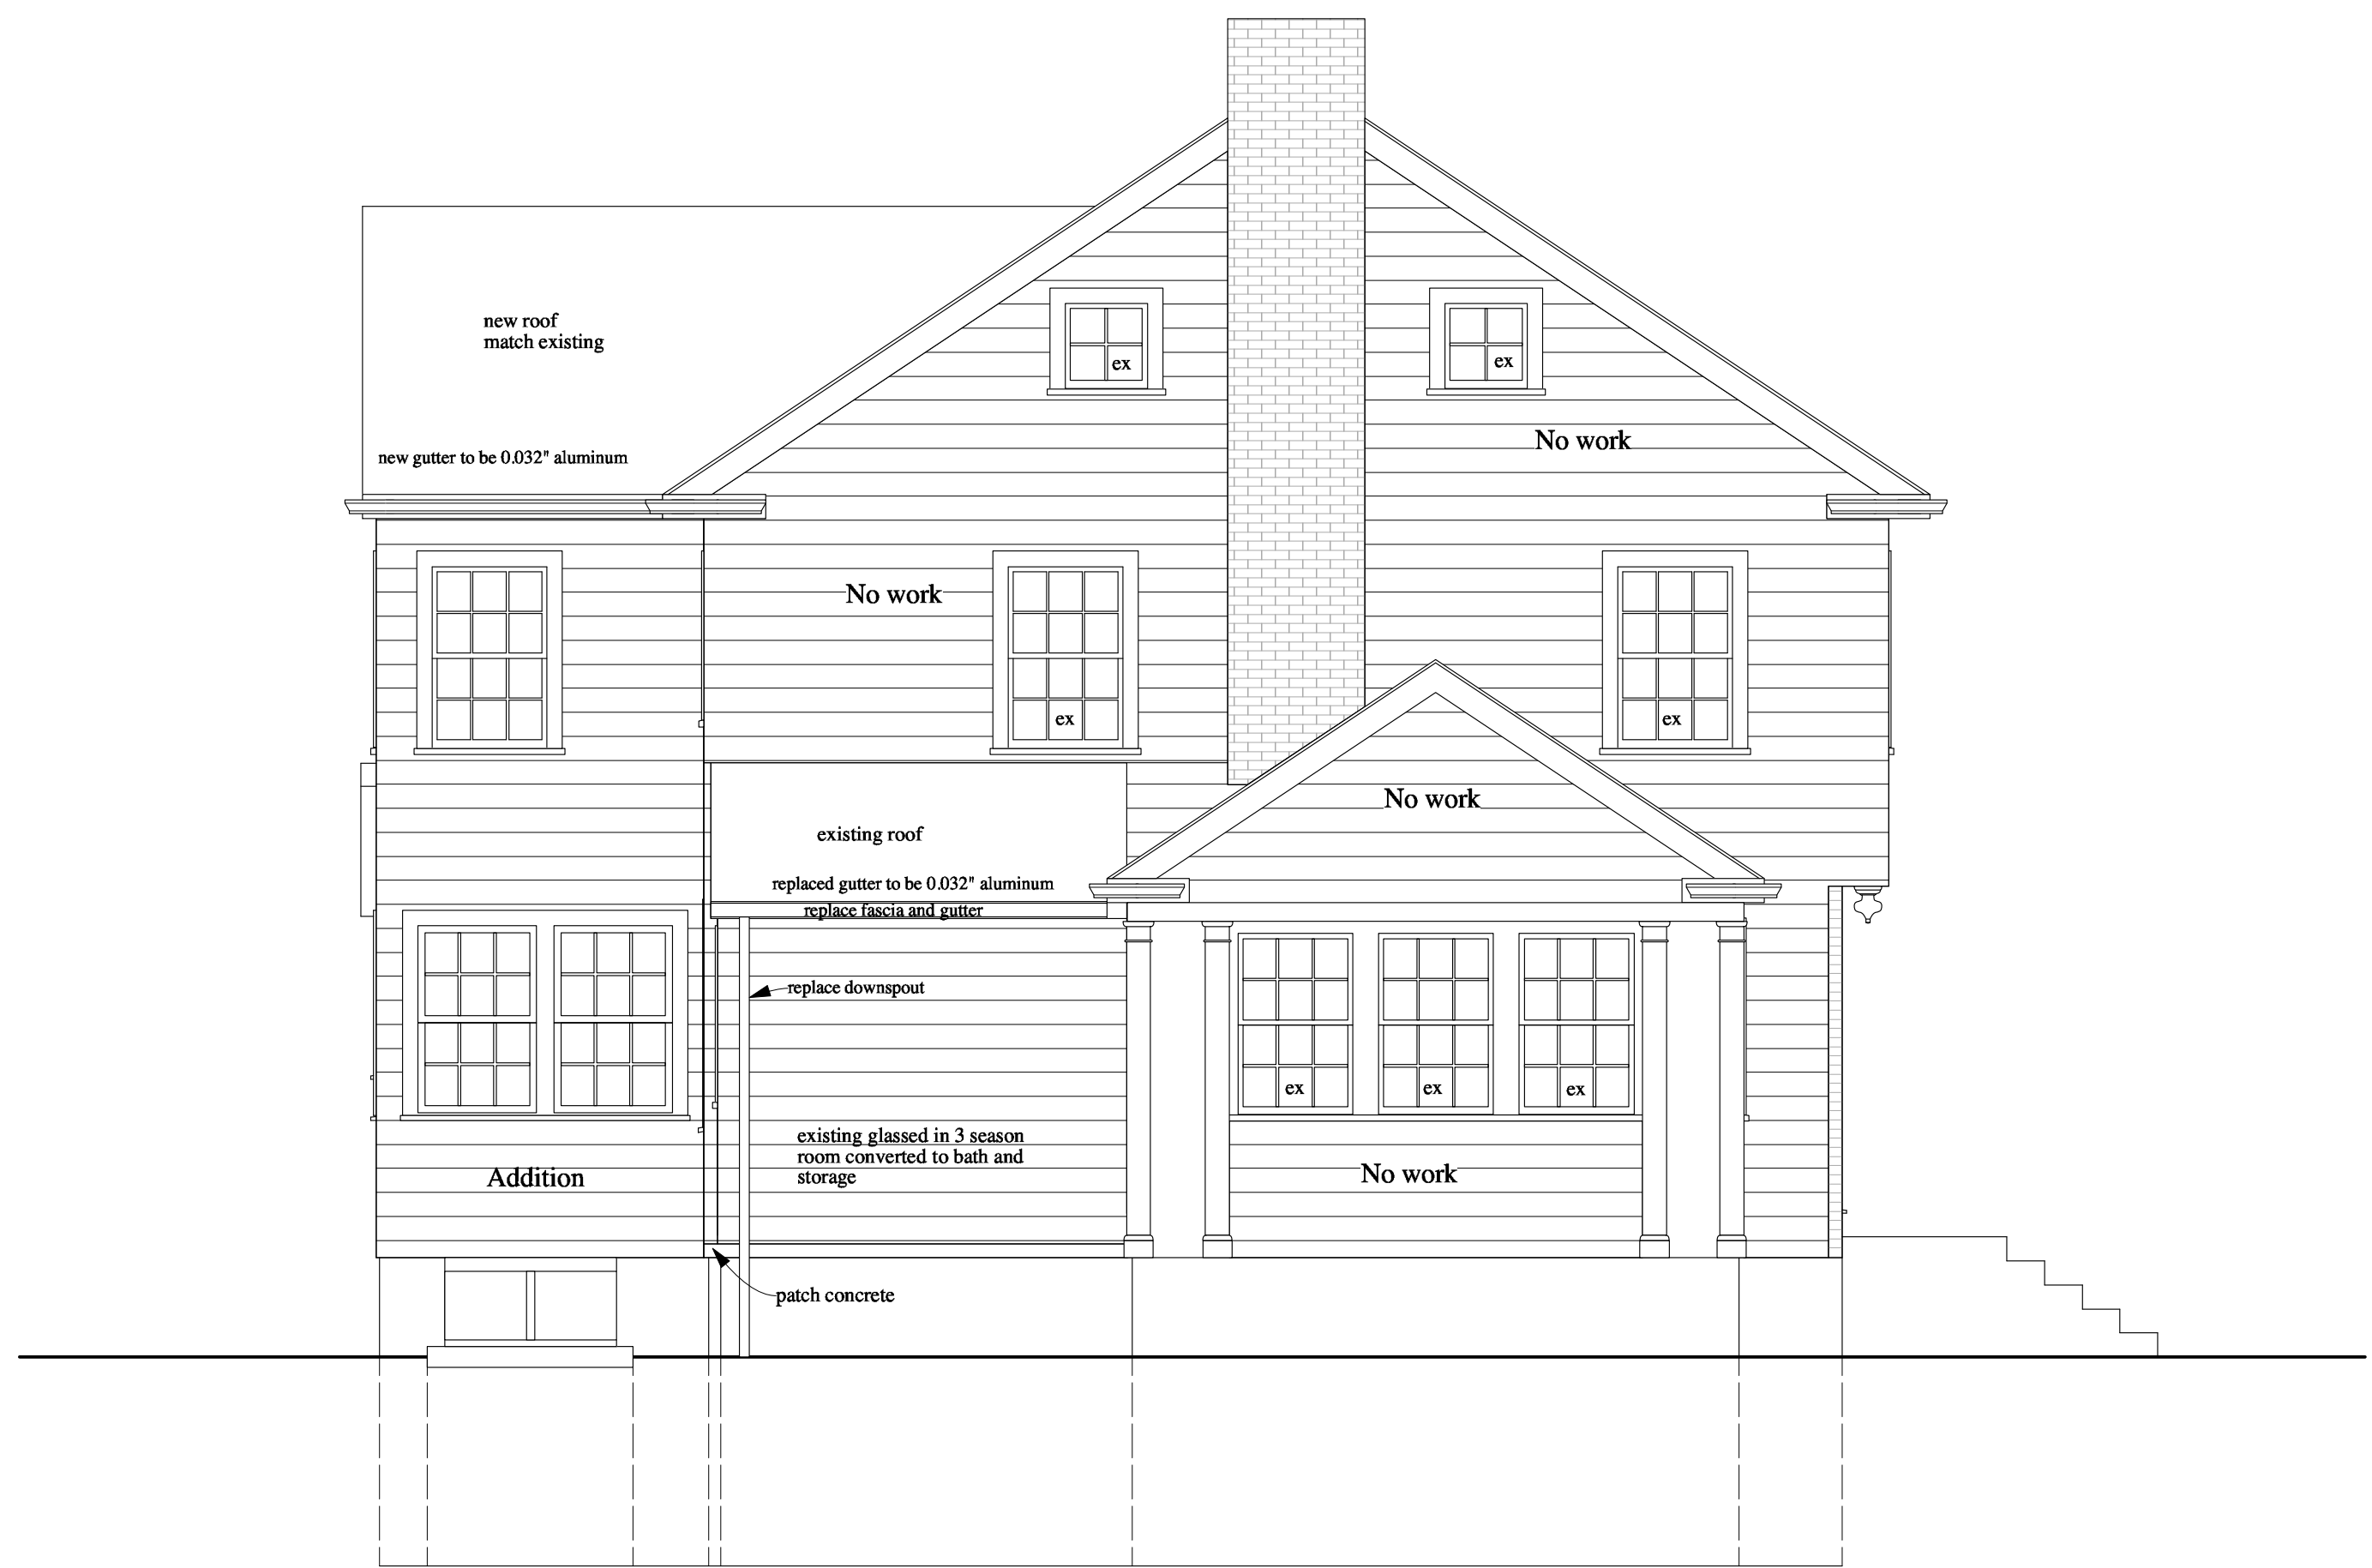 new roof
match existing
ex
ex
No work
new gutter to be 0.032" aluminum
No work
ex
ex
No work
existing roof
replaced gutter to be 0.032" aluminum
replace fascia and gutter
replace downspout
ex
ex
ex
existing glassed in 3 season
room converted to bath and
storage
Addition
No work
patch concrete